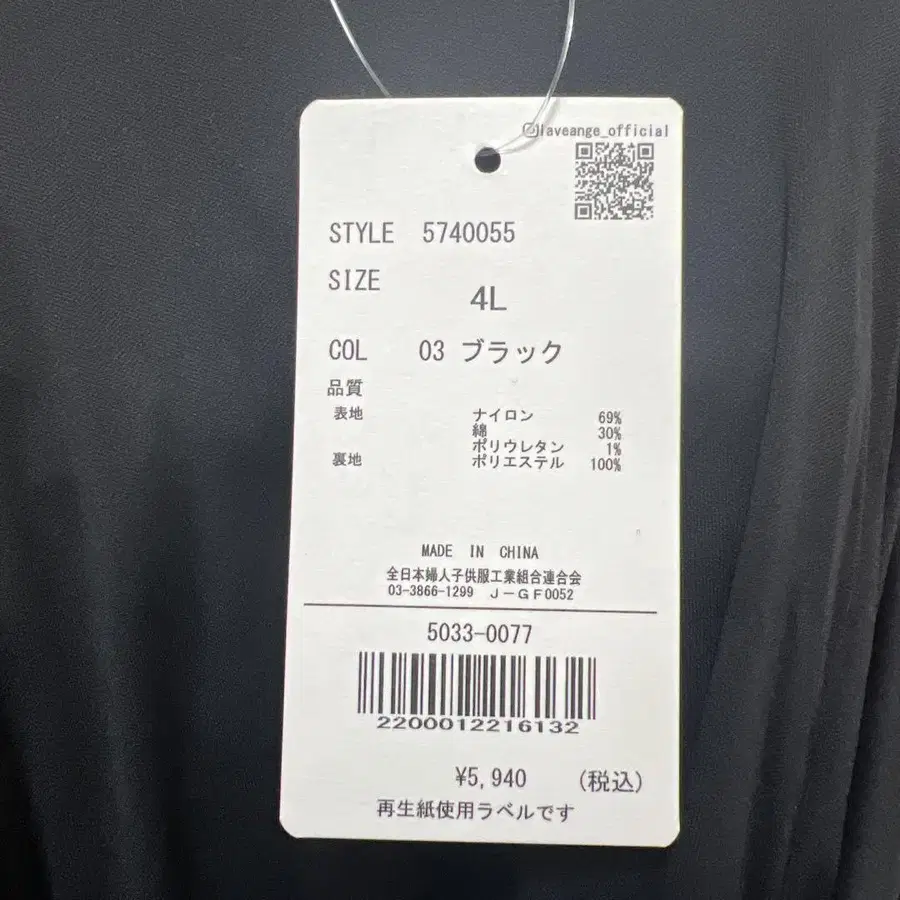 laveange_official
STYLE 5740055
SIZE 4L
COL 03 ブラック
品質
表地 ナイロン 69%
綿 30%
ポリウレタン 1%
裏地 ポリエステル 100%
MADE IN CHINA
全日本婦人子供服工業組合連合会
03-3866-1299 J-GF0052
5033-0077
2200012216132
¥5,940 (税込)
再生紙使用ラベルです